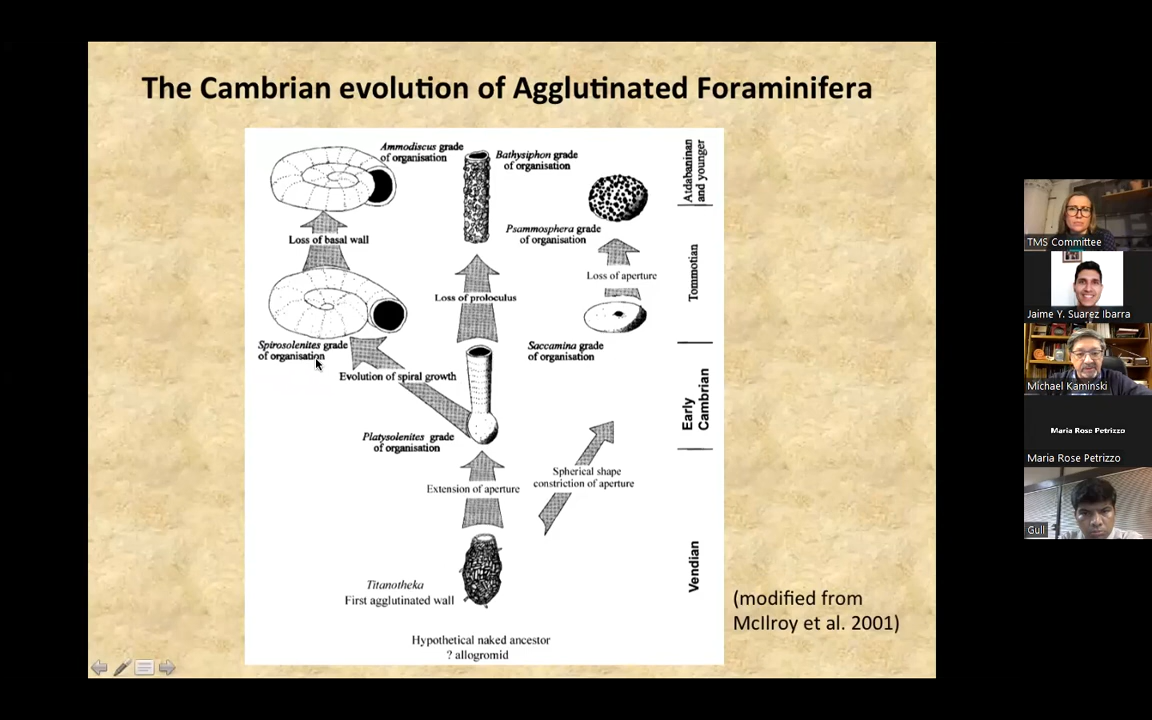 The Cambrian evolution of Agglutinated Foraminifera
Ammodiscus grade
of organisation
Bathysiphon grade
of organisation
Atdabaninan
and younger
Psammosphera grade
of organisation
Loss of basal wall
Loss of aperture
Tommotian
Loss of proloculus
Spirosolenites grade
of organisation
Saccamina grade
of organisation
Evolution of spiral growth
Early
Cambrian
Platysolenites grade
of organisation
Spherical shape
constriction of aperture
Extension of aperture
Vendian
Titanotheka
First agglutinated wall
(modified from
McIlroy et al. 2001)
Hypothetical naked ancestor
? allogromid
TMS Committee
Jaime Y. Suarez Ibarra
Michael Kaminski
Maria Rose Petrizzo
Maria Rose Petrizzo
Gull